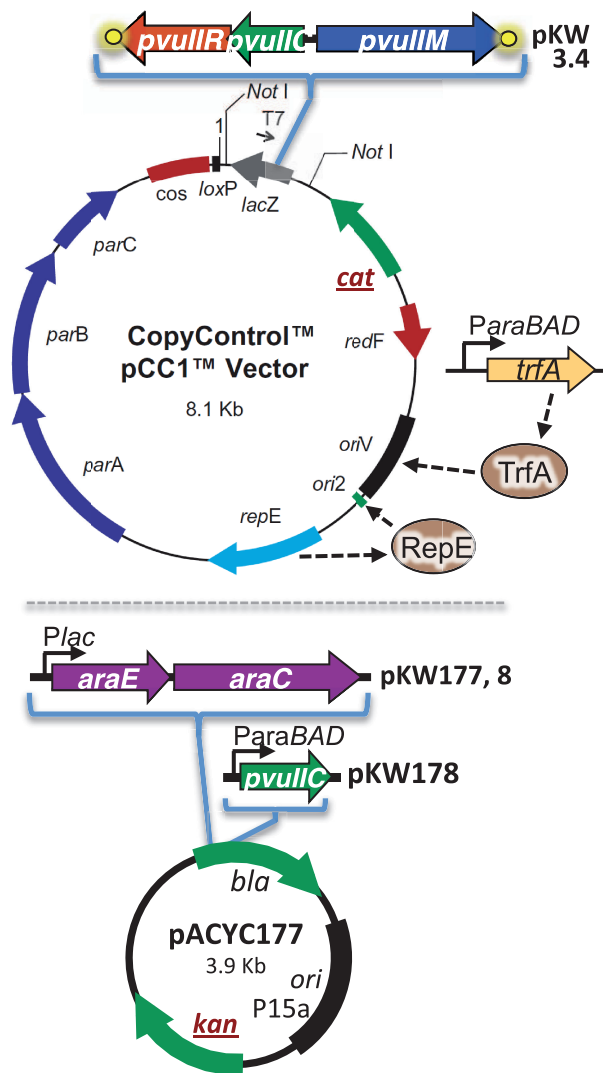 pvuIIR pvuIIC pvuIIM pKW
3.4
Not I
1 T7
Not I
cos loxP lacZ
parC
cat
parB
CopyControl™
pCC1™ Vector
8.1 Kb
redF
ParaBAD
trfA
parA
oriV
TrfA
ori2
repE
RepE
Plac
araE araC pKW177, 8
ParaBAD
pvuIIC pKW178
bla
pACYC177
3.9 Kb
ori
P15a
kan